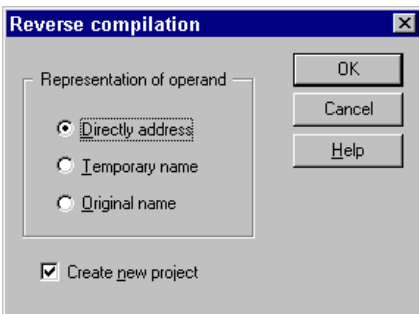 Reverse compilation
Representation of operand
Directly address
Temporary name
Original name
Create new project
OK
Cancel
Help